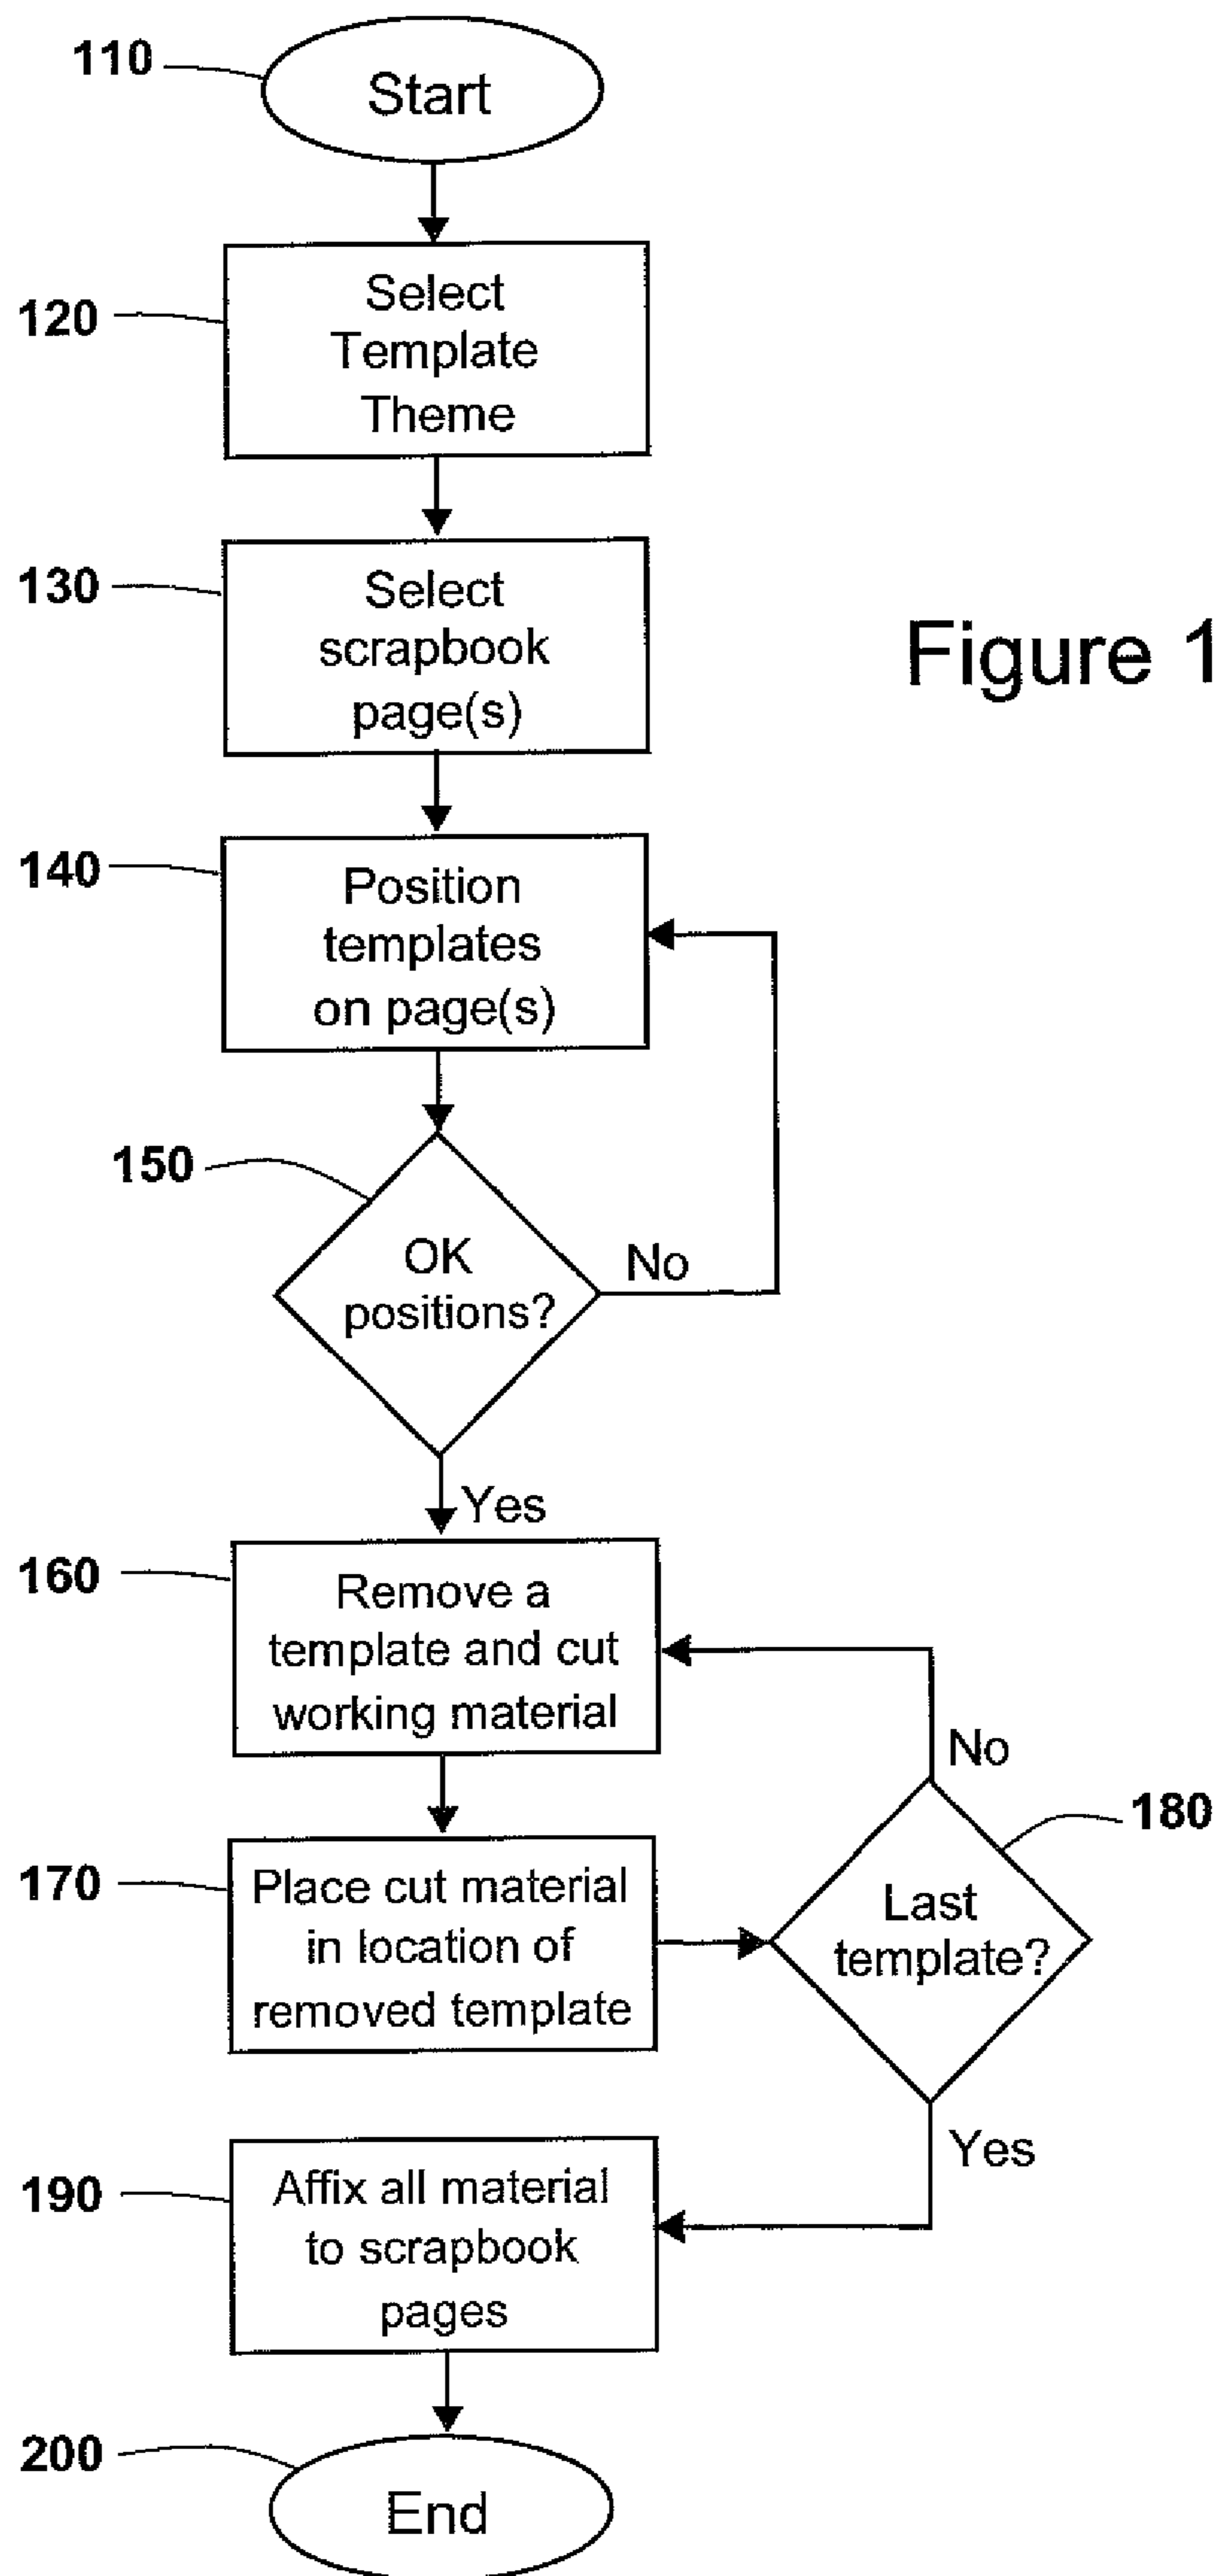 110
Start
120
Select
Template
Theme
130
Select
scrapbook
page(s)
Figure 1
140
Position
templates
on page(s)
150
OK
positions?
No
Yes
160
Remove a
template and cut
working material
No
180
170
Place cut material
in location of
removed template
Last
template?
Yes
190
Affix all material
to scrapbook
pages
200
End